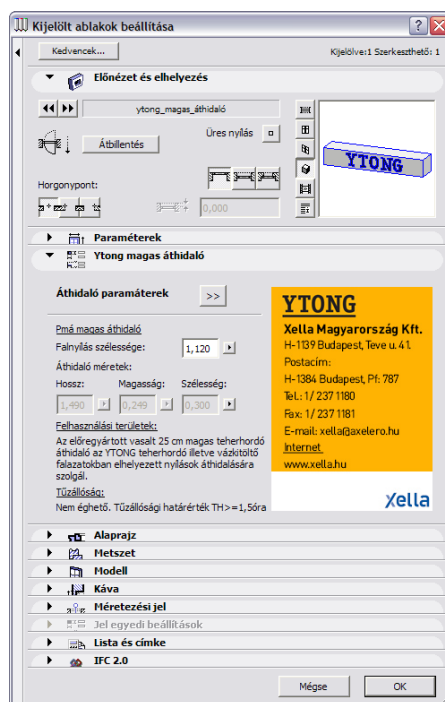 Kijelölt ablakok beállítása
Kedvencek...
Kijelölve:1 Szerkeszthető: 1
Előnézet és elhelyezés
ytong_magas_áthidaló
Átbillentés
Üres nyílás
Horgonypont:
0,000
YTONG
Paraméterek
Ytong magas áthidaló
Áthidaló paramáterek
>>
Pmá magas áthidaló
Falnyílás szélessége:
1,120
Áthidaló méretek:
Hossz: Magasság: Szélesség:
1,490 0,249 0,300
Felhasználási területek:
Az előregyártott vasalt 25 cm magas teherhordó
áthidaló az YTONG teherhordó illetve vázkitöltő
falazatokban elhelyezett nyílások áthidalására
szolgál.
Tűzállóság:
Nem éghető. Tűzállósági határérték TH>=1,5óra
YTONG
Xella Magyarország Kft.
H-1139 Budapest, Teve u. 41.
Postacím:
H-1384 Budapest, Pf: 787
Tel.: 1/ 237 1180
Fax: 1/ 237 1181
E-mail: xella@axelero.hu
Internet
www.xella.hu
xella
Alaprajz
Metszet
Modell
Káva
Méretezési jel
Jel egyedi beállítások
Lista és címke
IFC 2.0
Mégse
OK